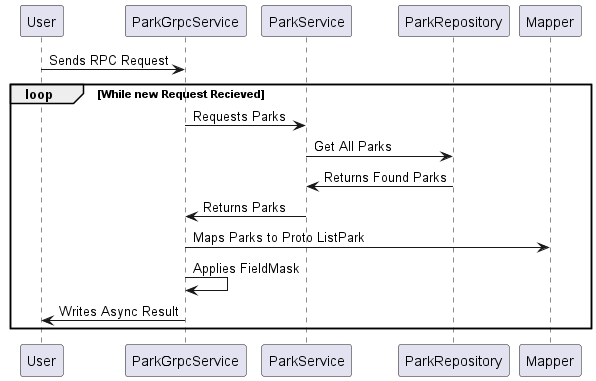 User ParkGrpcService ParkService ParkRepository Mapper
Sends RPC Request
loop [While new Request Recieved]
Requests Parks
Get All Parks
Returns Found Parks
Returns Parks
Maps Parks to Proto ListPark
Applies FieldMask
Writes Async Result
User ParkGrpcService ParkService ParkRepository Mapper